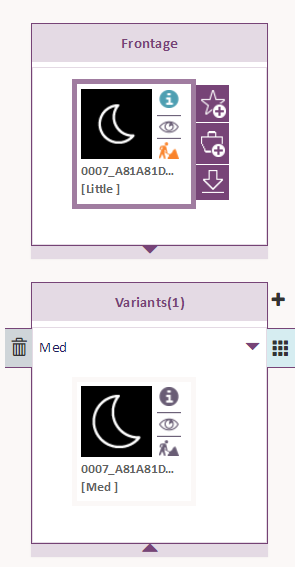 Frontage
0007_A81A81D...
[Little ]
Variants(1)
Med
0007_A81A81D...
[Med ]